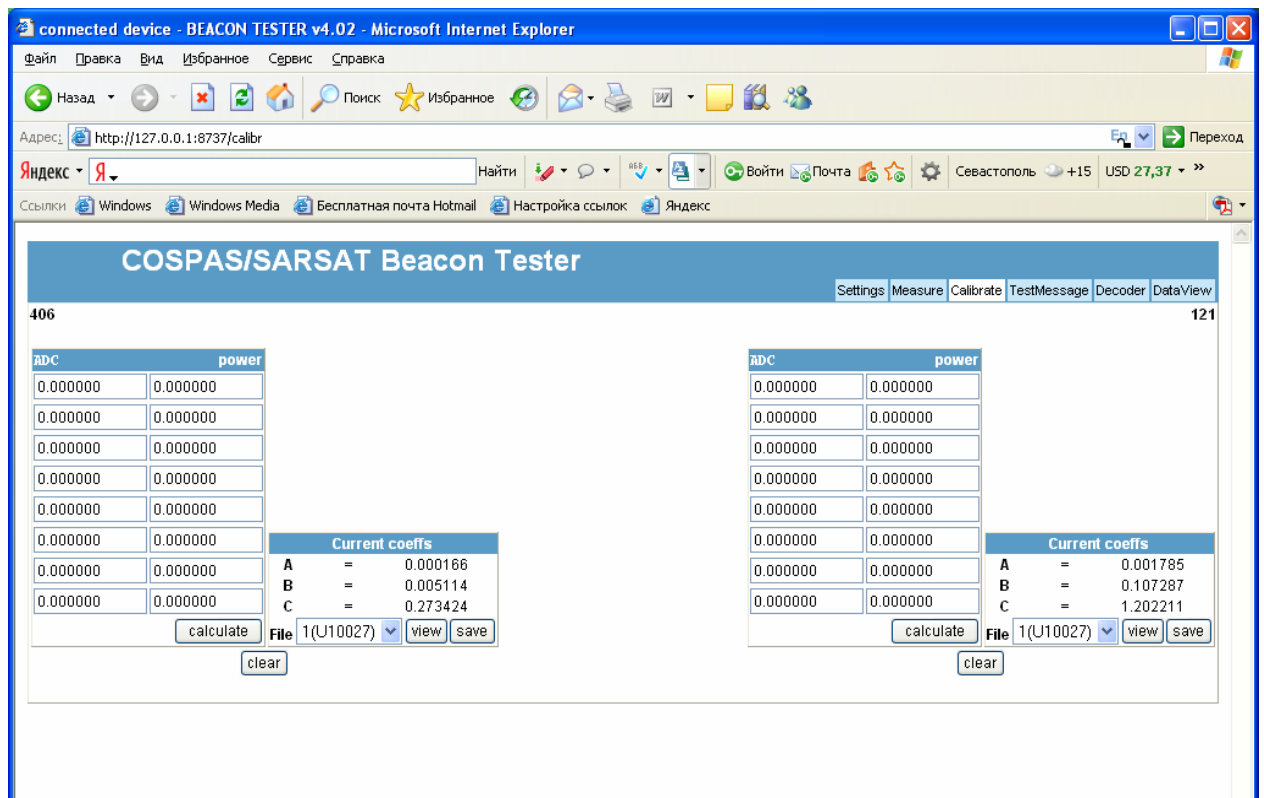 connected device - BEACON TESTER v4.02 - Microsoft Internet Explorer
Файл Правка Вид Избранное Сервис Справка
Назад Поиск Избранное
Адрес: http://127.0.0.1:8737/calibr Переход
Яндекс Я Найти Войти Почта Севастополь +15 USD 27,37 »
Ссылки Windows Windows Media Бесплатная почта Hotmail Настройка ссылок Яндекс
COSPAS/SARSAT Beacon Tester
Settings Measure Calibrate TestMessage Decoder DataView
406 121
ADC power ADC power
0.000000 0.000000 0.000000 0.000000
0.000000 0.000000 0.000000 0.000000
0.000000 0.000000 0.000000 0.000000
0.000000 0.000000 0.000000 0.000000
0.000000 0.000000 0.000000 0.000000
0.000000 0.000000 Current coeffs 0.000000 0.000000 Current coeffs
A = 0.000166 A = 0.001785
0.000000 0.000000 B = 0.005114 0.000000 0.000000 B = 0.107287
0.000000 0.000000 C = 0.273424 0.000000 0.000000 C = 1.202211
calculate File 1(U10027) view save calculate File 1(U10027) view save
clear clear